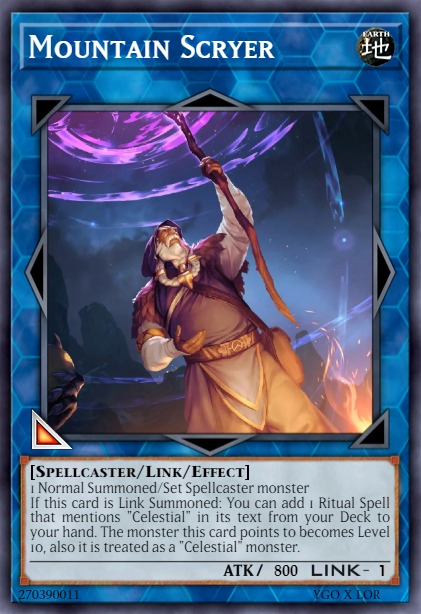 Mountain Scryer
EARTH
地
[Spellcaster/Link/Effect]
1 Normal Summoned/Set Spellcaster monster
If this card is Link Summoned: You can add 1 Ritual Spell
that mentions "Celestial" in its text from your Deck to
your hand. The monster this card points to becomes Level
10, also it is treated as a "Celestial" monster.
ATK/ 800 LINK- 1
270390011 YGO X LOR